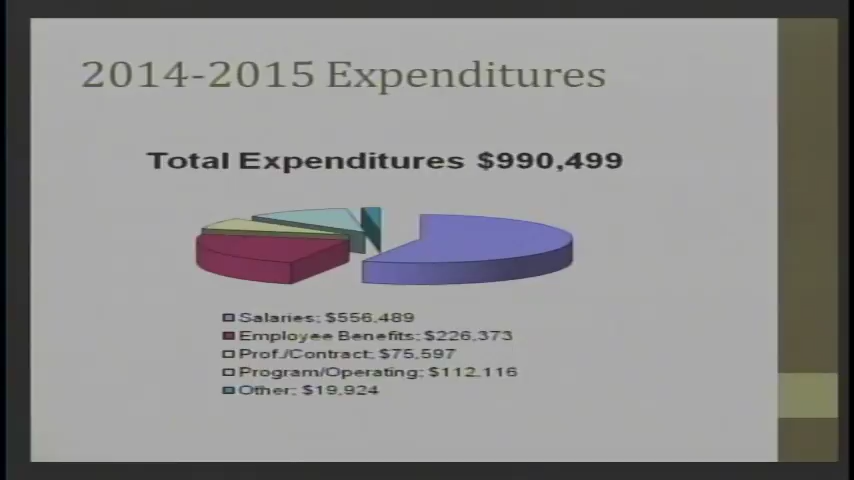 2014-2015 Expenditures
Total Expenditures $990,499
Salaries; $556,489
Employee Benefits; $226,373
Prof./Contract; $75,597
Program/Operating; $112,116
Other; $19,924